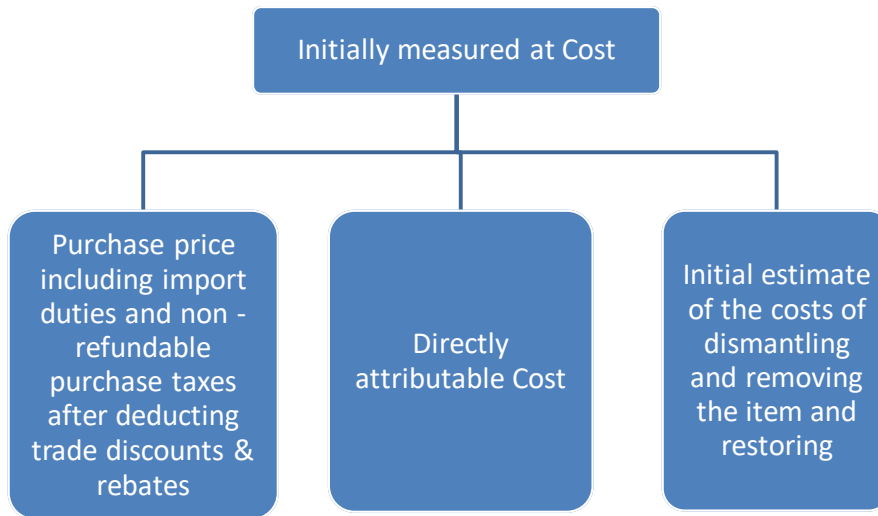 Initially measured at Cost
Purchase price
including import
duties and non -
refundable
purchase taxes
after deducting
trade discounts &
rebates
Directly
attributable Cost
Initial estimate
of the costs of
dismantling
and removing
the item and
restoring